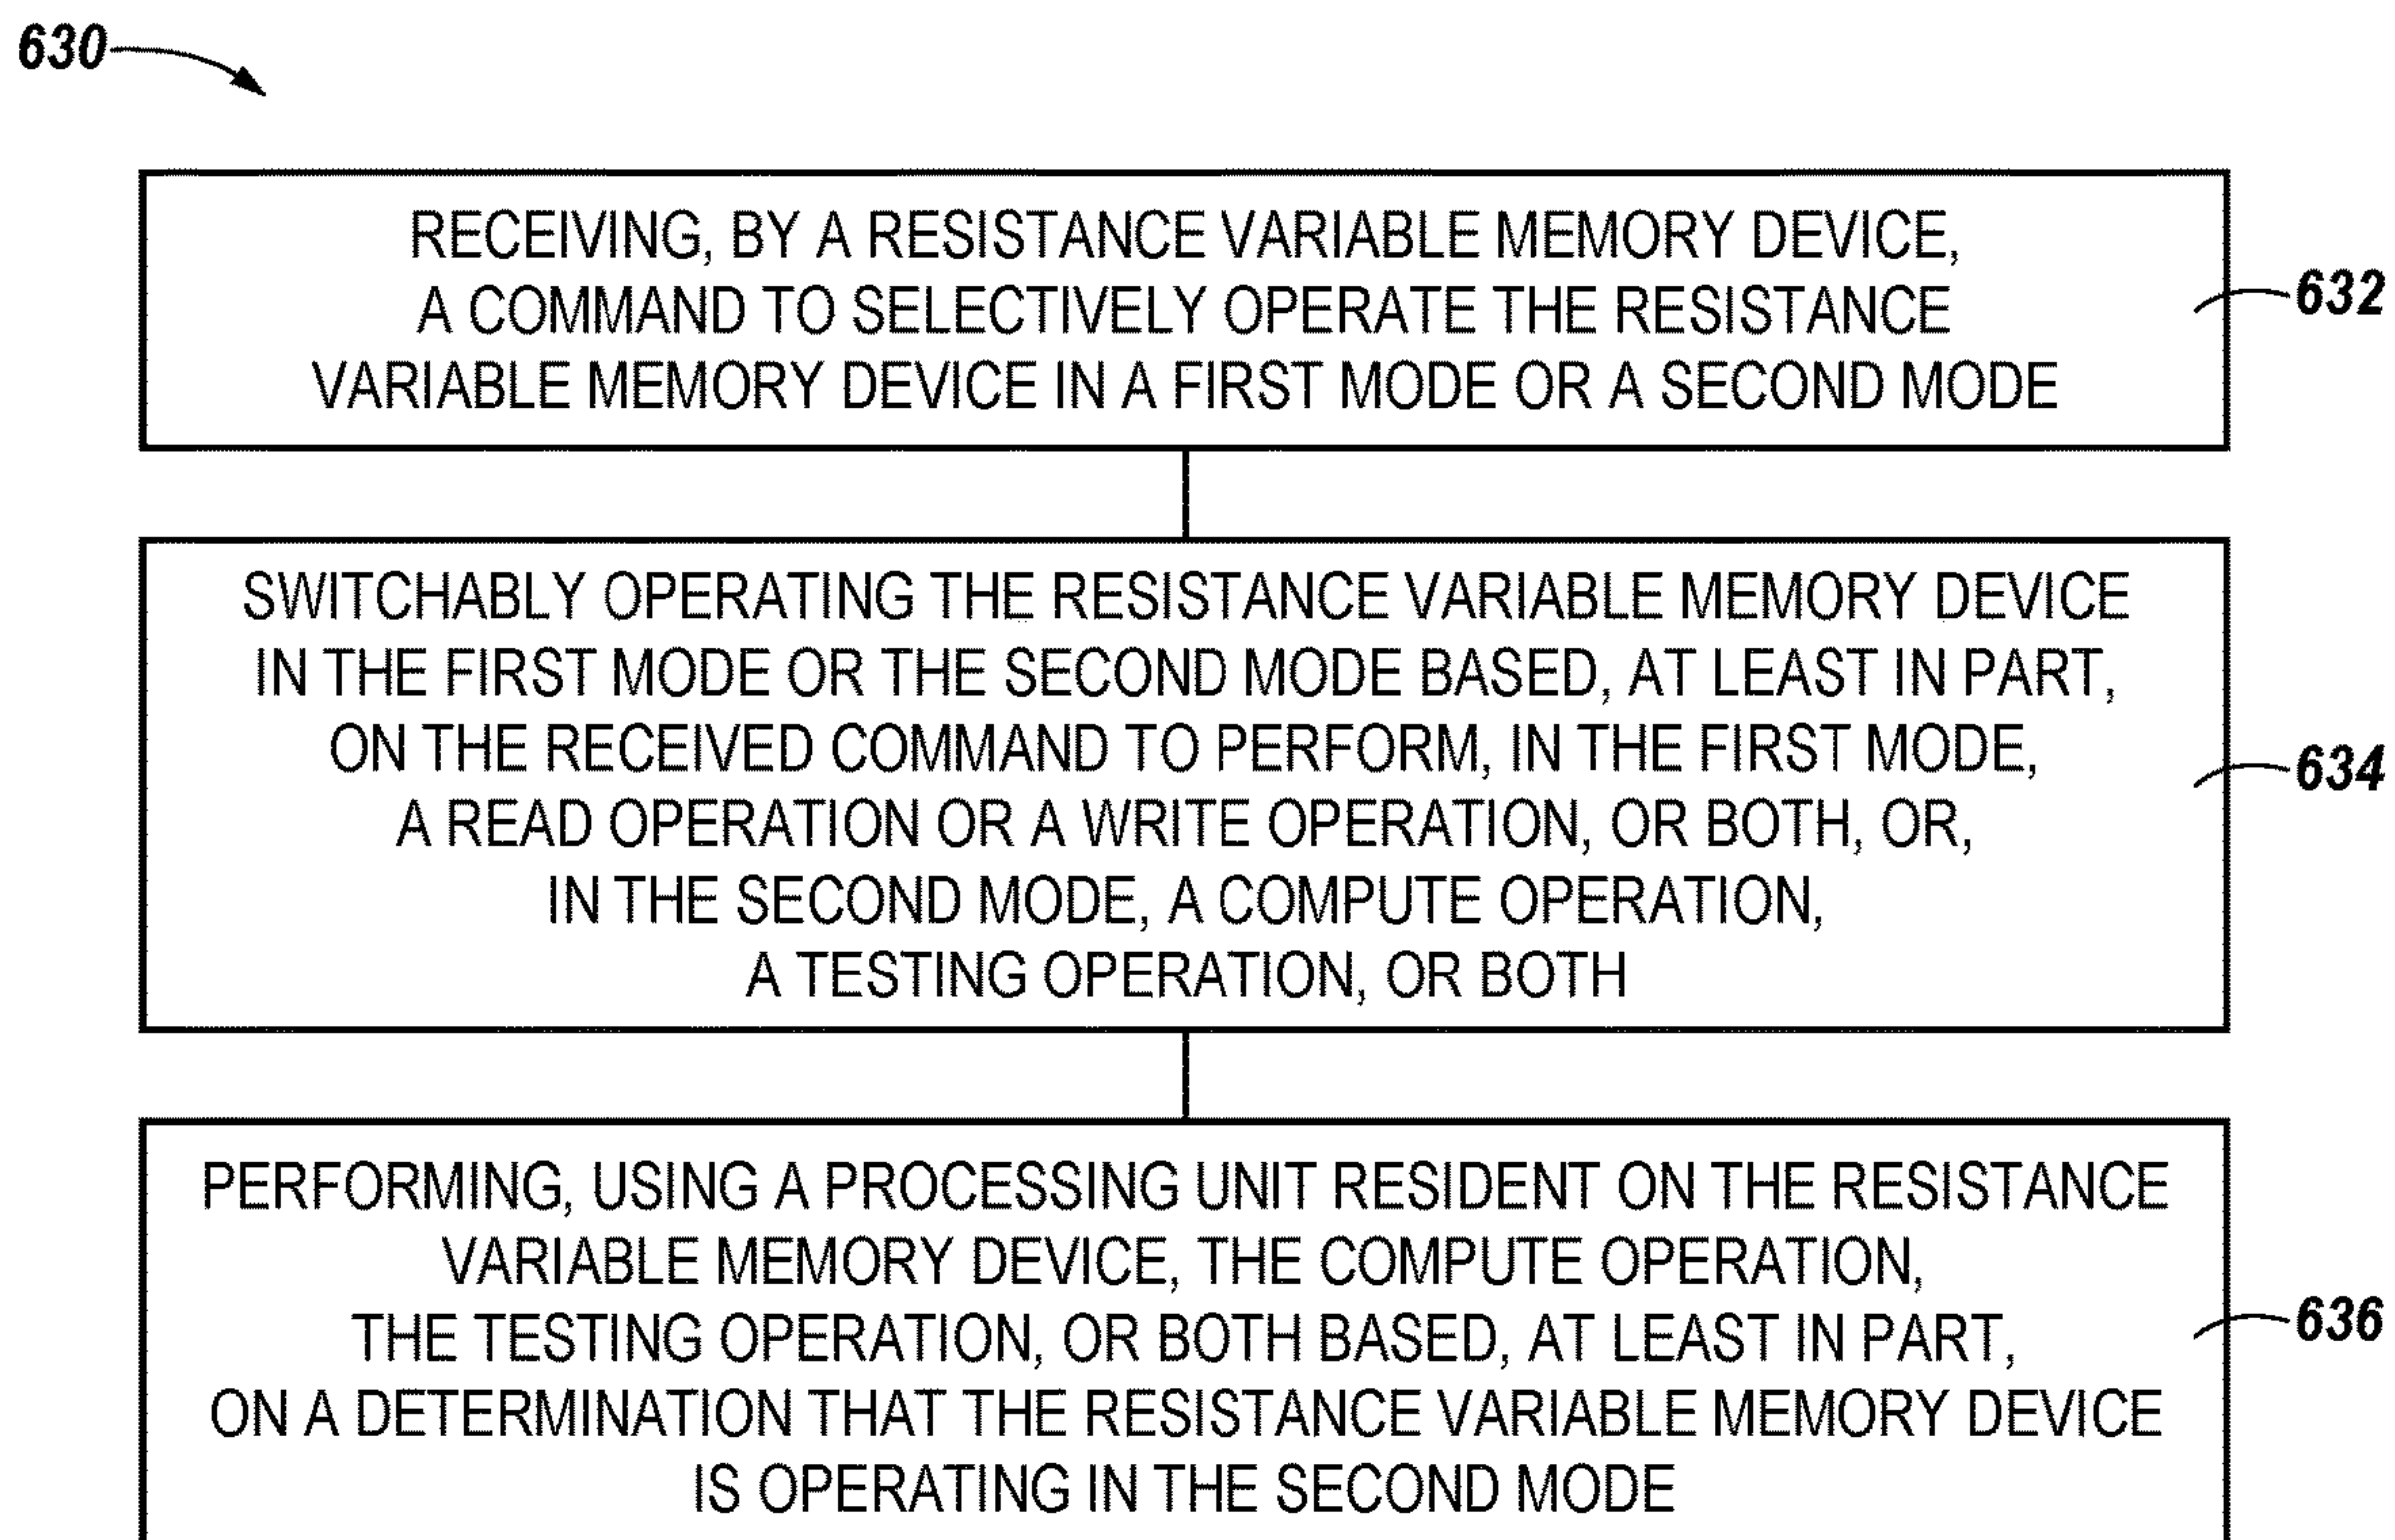 630
RECEIVING, BY A RESISTANCE VARIABLE MEMORY DEVICE,
A COMMAND TO SELECTIVELY OPERATE THE RESISTANCE
VARIABLE MEMORY DEVICE IN A FIRST MODE OR A SECOND MODE
632
SWITCHABLY OPERATING THE RESISTANCE VARIABLE MEMORY DEVICE
IN THE FIRST MODE OR THE SECOND MODE BASED, AT LEAST IN PART,
ON THE RECEIVED COMMAND TO PERFORM, IN THE FIRST MODE,
A READ OPERATION OR A WRITE OPERATION, OR BOTH, OR,
IN THE SECOND MODE, A COMPUTE OPERATION,
A TESTING OPERATION, OR BOTH
634
PERFORMING, USING A PROCESSING UNIT RESIDENT ON THE RESISTANCE
VARIABLE MEMORY DEVICE, THE COMPUTE OPERATION,
THE TESTING OPERATION, OR BOTH BASED, AT LEAST IN PART,
ON A DETERMINATION THAT THE RESISTANCE VARIABLE MEMORY DEVICE
IS OPERATING IN THE SECOND MODE
636